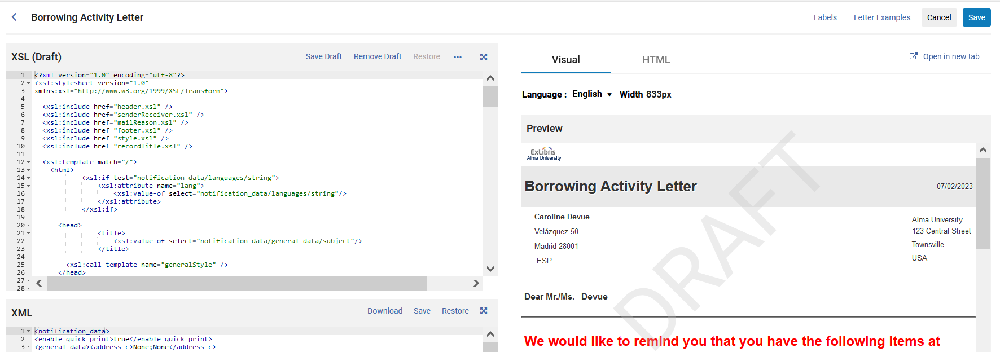 Borrowing Activity Letter
Labels
Letter Examples
Cancel
Save
XSL (Draft)
Save Draft
Remove Draft
Restore
1 <?xml version="1.0" encoding="utf-8"?>
2 <xsl:stylesheet version="1.0"
3 xmlns:xsl="http://www.w3.org/1999/XSL/Transform">
4
5 <xsl:include href="header.xsl" />
6 <xsl:include href="senderReceiver.xsl" />
7 <xsl:include href="mailReason.xsl" />
8 <xsl:include href="footer.xsl" />
9 <xsl:include href="style.xsl" />
10 <xsl:include href="recordTitle.xsl" />
11
12 <xsl:template match="/">
13 <html>
14 <xsl:if test="notification_data/languages/string">
15 <xsl:attribute name="lang">
16 <xsl:value-of select="notification_data/languages/string"/>
17 </xsl:attribute>
18 </xsl:if>
19
20 <head>
21 <title>
22 <xsl:value-of select="notification_data/general_data/subject"/>
23 </title>
24
25 <xsl:call-template name="generalStyle" />
26 </head>
27
28
XML
Download
Save
Restore
1 <notification_data>
2 <enable_quick_print>true</enable_quick_print>
3 <general_data><address_c>None;None</address_c>
Visual
HTML
Open in new tab
Language : English Width :833px
Preview
ExLibris
Alma University
Borrowing Activity Letter
07/02/2023
Caroline Devue
Velázquez 50
Madrid 28001
ESP
Alma University
123 Central Street
Townsville
USA
Dear Mr./Ms. Devue
We would like to remind you that you have the following items at
DRAFT